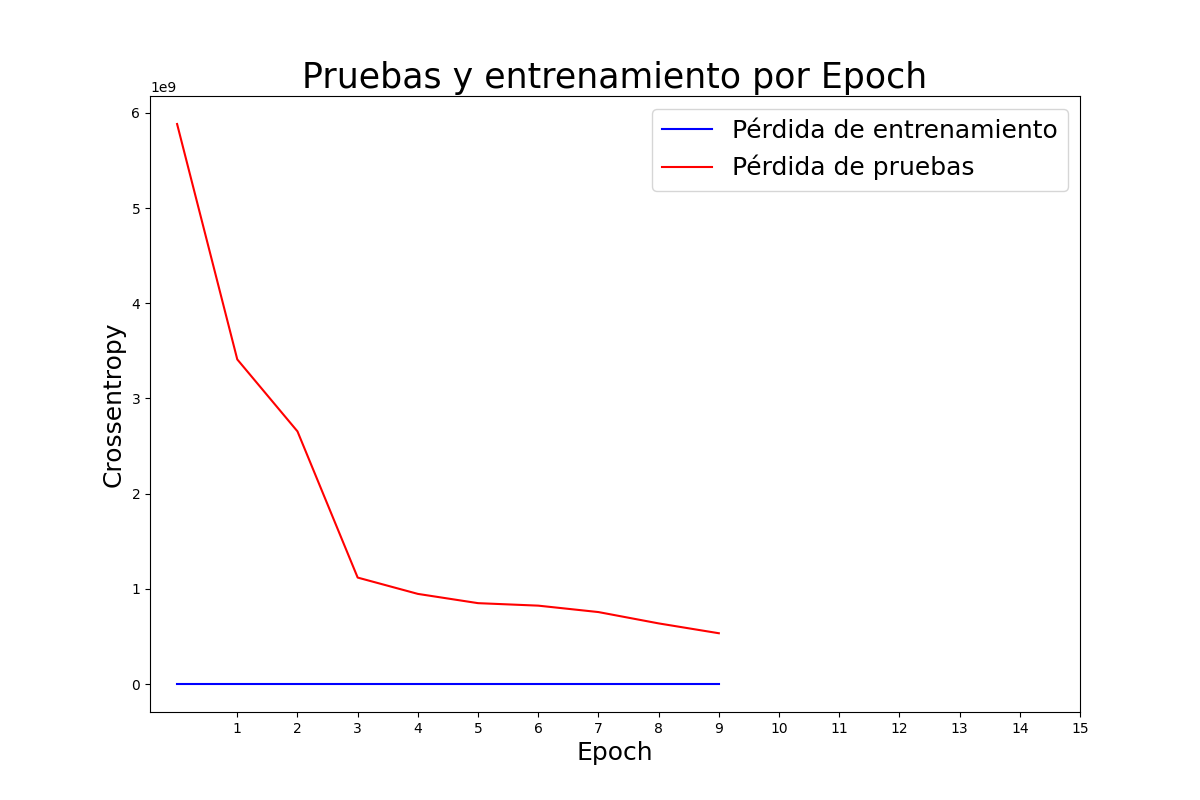 Pruebas y entrenamiento por Epoch
1e9
Pérdida de entrenamiento
Pérdida de pruebas
6
5
4
3
2
1
0
Crossentropy
1 2 3 4 5 6 7 8 9 10 11 12 13 14 15
Epoch